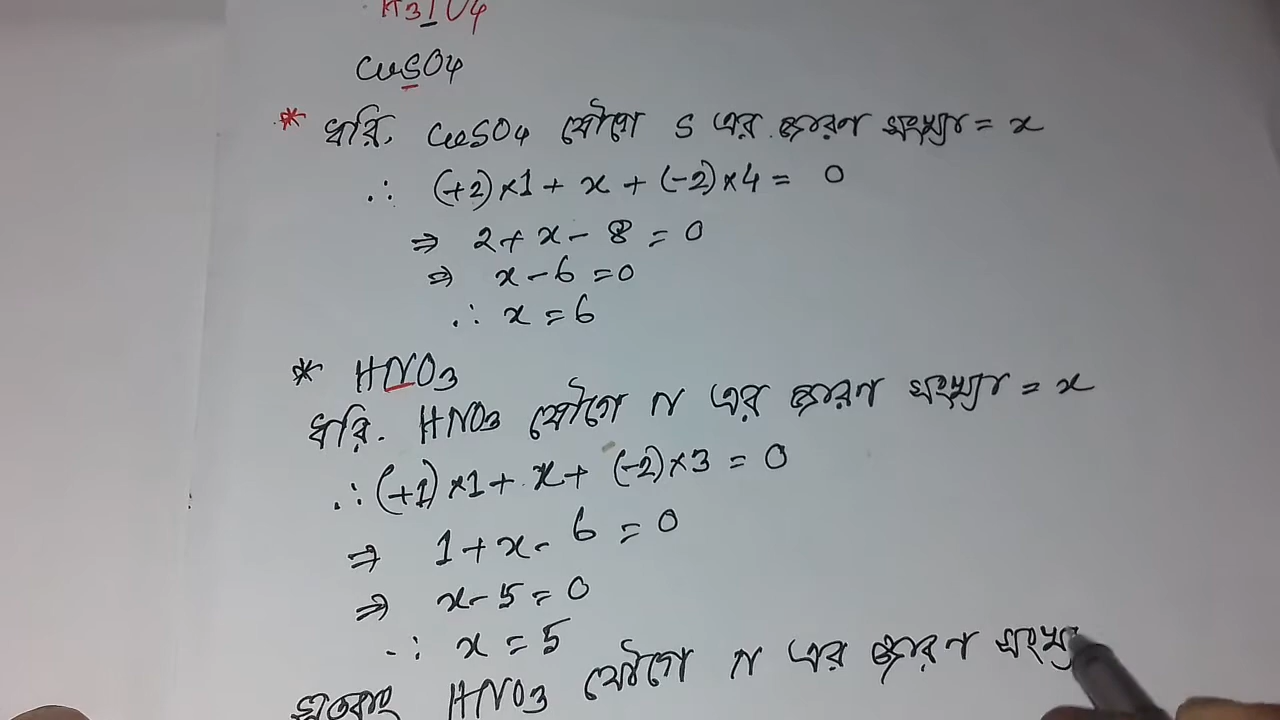 CuSO4
* ধরি, CuSO4 যৌগে S এর জারণ সংখ্যা = x
∴ (+2)×1 + x + (-2)×4 = 0
⇒ 2+x-8=0
⇒ x-6=0
∴ x=6
* HNO3
ধরি. HNO3 যৌগে N এর জারণ সংখ্যা = x
∴ (+1)×1+x+(-2)×3=0
⇒ 1+x-6=0
⇒ x-5=0
∴ x=5
সুতরাং HNO3 যৌগে N এর জারণ সংখ্যা